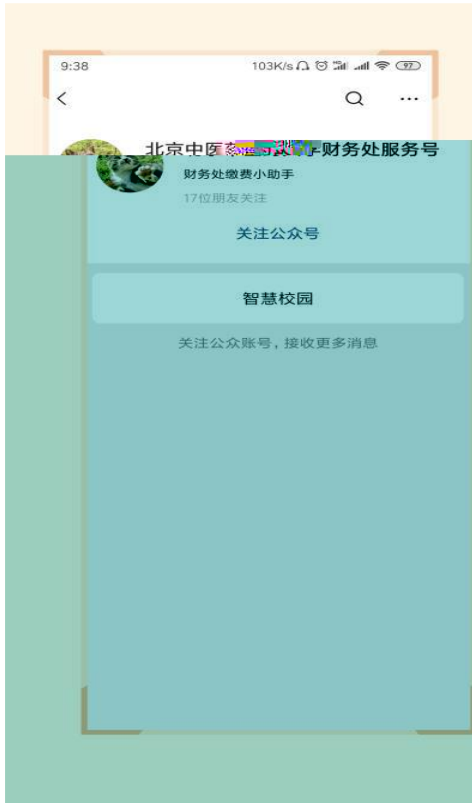 9:38 103K/s 97
北京中医 财务处服务号
财务处缴费小助手
17位朋友关注
关注公众号
智慧校园
关注公众账号，接收更多消息